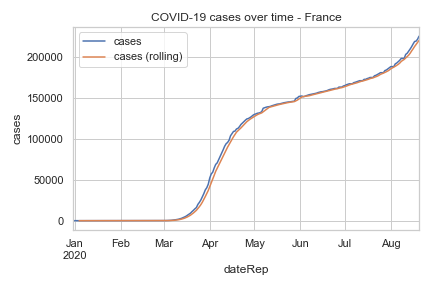 COVID-19 cases over time - France
cases
cases (rolling)
200000
150000
100000
50000
0
cases
Jan Feb Mar Apr May Jun Jul Aug
2020
dateRep